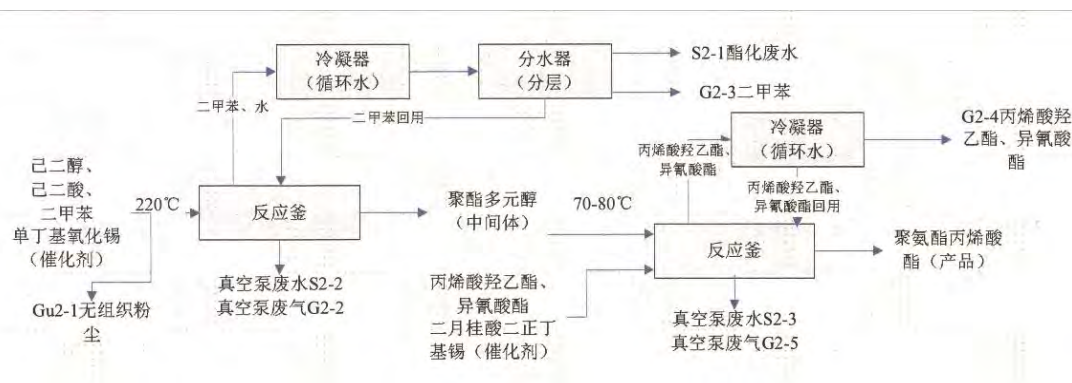 冷凝器
（循环水）
分水器
（分层）
S2-1酯化废水
G2-3二甲苯
二甲苯、水
二甲苯回用
冷凝器
（循环水）
G2-4丙烯酸羟
乙酯、异氰酸
酯
丙烯酸羟乙酯、
异氰酸酯
丙烯酸羟乙酯、
异氰酸酯回用
己二醇、
己二酸、
二甲苯
单丁基氧化锡
（催化剂）
220℃
反应釜
聚酯多元醇
（中间体）
70-80℃
反应釜
聚氨酯丙烯酸
酯（产品）
Gu2-1无组织粉
尘
真空泵废水S2-2
真空泵废气G2-2
丙烯酸羟乙酯、
异氰酸酯
二月桂酸二正丁
基锡（催化剂）
真空泵废水S2-3
真空泵废气G2-5